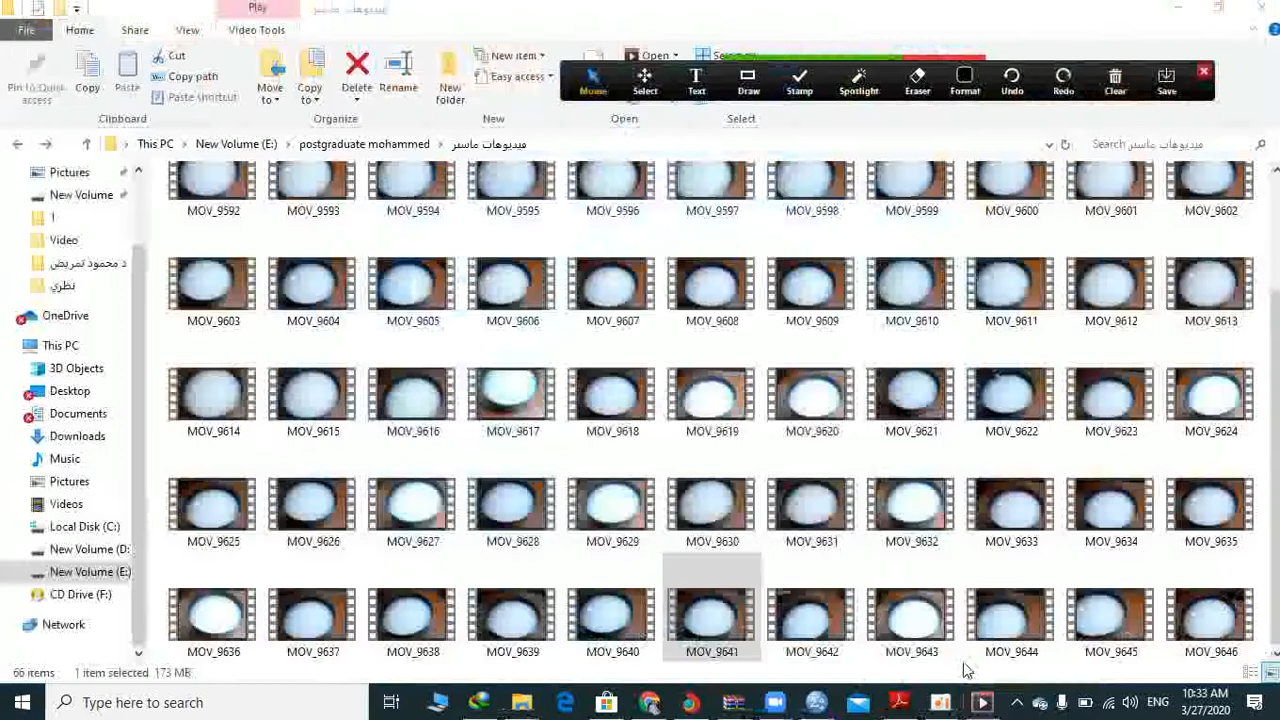 Play
File Home Share View Video Tools
Pin to Quick access
Copy
Paste
Cut
Copy path
Paste shortcut
Clipboard
Move to
Copy to
Delete
Rename
Organize
New folder
New item
Easy access
New
Open
Open
Select
Mouse Select Text Draw Stamp Spotlight Eraser Format Undo Redo Clear Save
This PC › New Volume (E:) › postgraduate mohammed › فيديوهات ماستر
Search فيديوهات ماستر
Pictures
New Volume
!
Video
د محمود تمريض
نظري
OneDrive
This PC
3D Objects
Desktop
Documents
Downloads
Music
Pictures
Videos
Local Disk (C:)
New Volume (D:
New Volume (E:)
CD Drive (F:)
Network
MOV_9592 MOV_9593 MOV_9594 MOV_9595 MOV_9596 MOV_9597 MOV_9598 MOV_9599 MOV_9600 MOV_9601 MOV_9602
MOV_9603 MOV_9604 MOV_9605 MOV_9606 MOV_9607 MOV_9608 MOV_9609 MOV_9610 MOV_9611 MOV_9612 MOV_9613
MOV_9614 MOV_9615 MOV_9616 MOV_9617 MOV_9618 MOV_9619 MOV_9620 MOV_9621 MOV_9622 MOV_9623 MOV_9624
MOV_9625 MOV_9626 MOV_9627 MOV_9628 MOV_9629 MOV_9630 MOV_9631 MOV_9632 MOV_9633 MOV_9634 MOV_9635
MOV_9636 MOV_9637 MOV_9638 MOV_9639 MOV_9640 MOV_9641 MOV_9642 MOV_9643 MOV_9644 MOV_9645 MOV_9646
66 items 1 item selected 173 MB
Type here to search
ENG
10:33 AM
3/27/2020